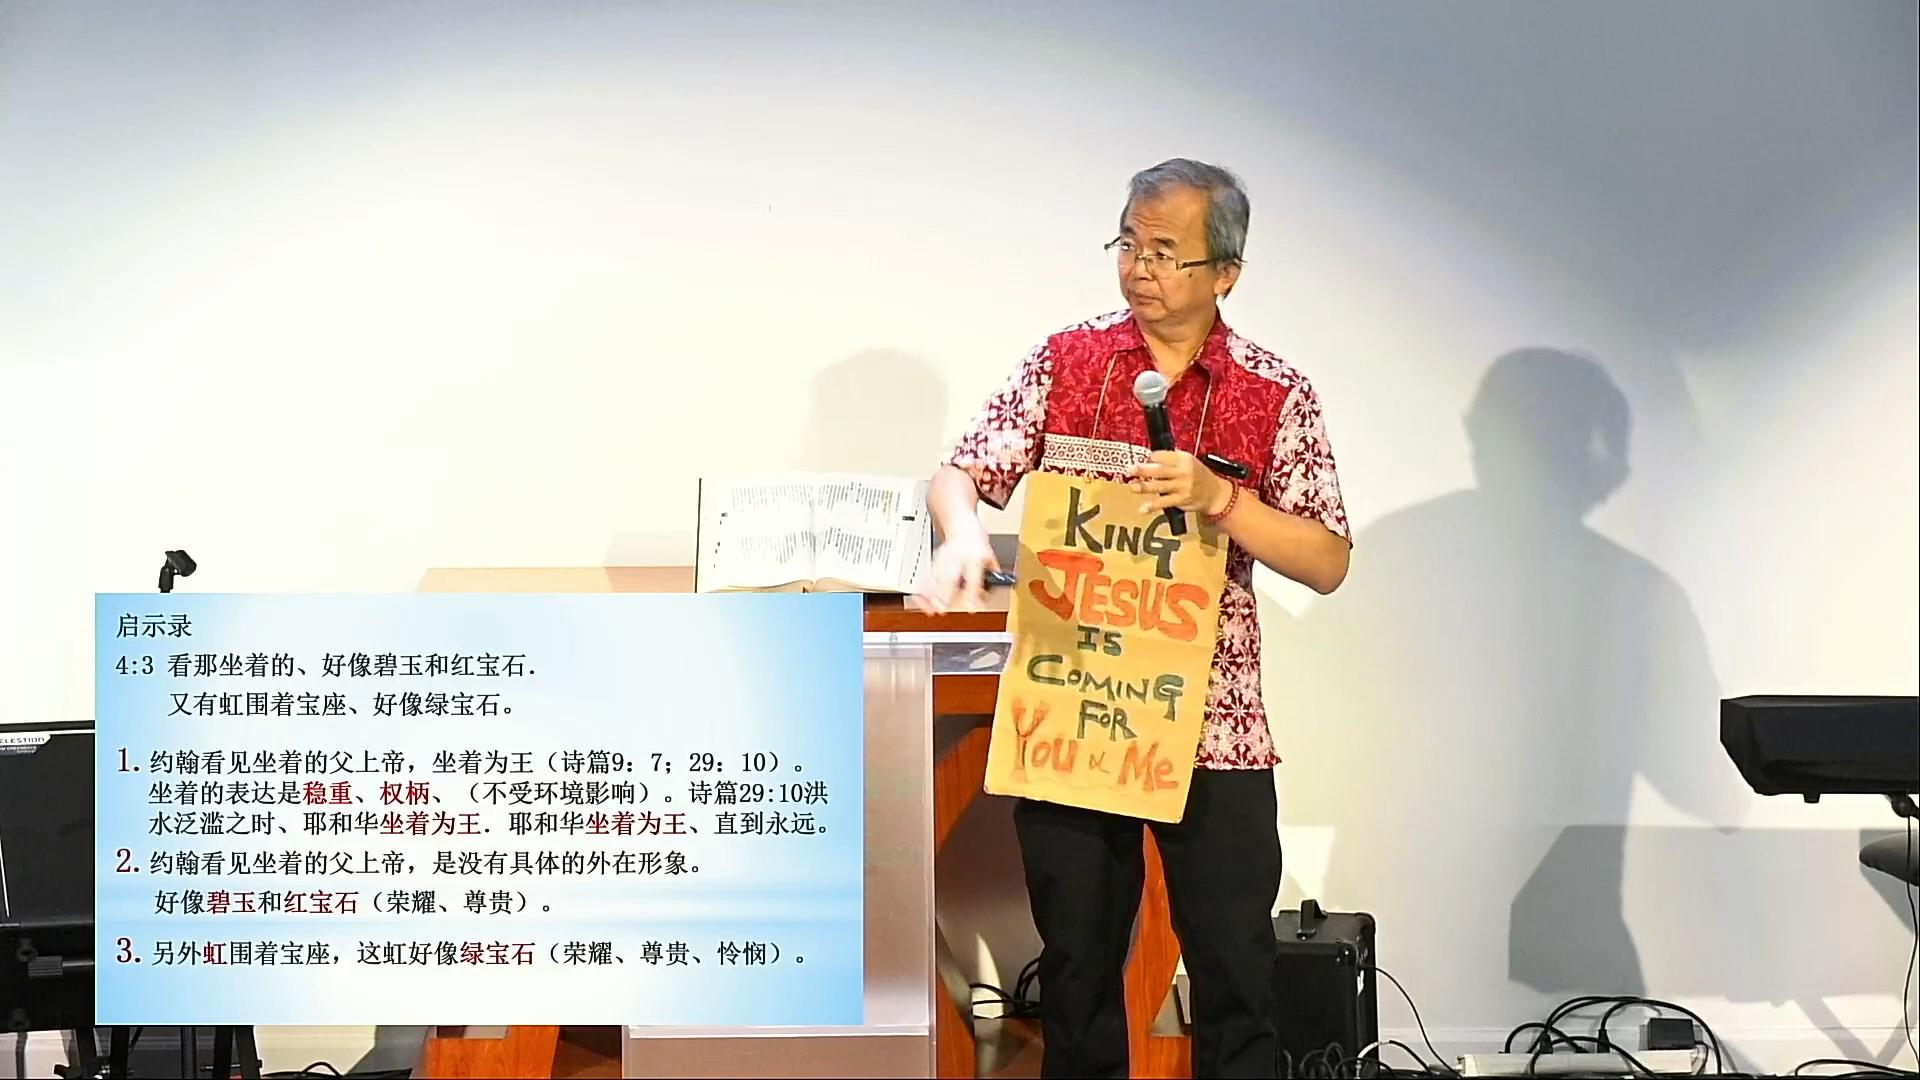 启示录
4:3 看那坐着的、好像碧玉和红宝石．
又有虹围着宝座、好像绿宝石。
1. 约翰看见坐着的父上帝，坐着为王（诗篇9：7；29：10）。
坐着的表达是稳重、权柄、（不受环境影响）。诗篇29:10洪
水泛滥之时、耶和华坐着为王．耶和华坐着为王、直到永远。
2. 约翰看见坐着的父上帝，是没有具体的外在形象。
好像碧玉和红宝石（荣耀、尊贵）。
3. 另外虹围着宝座，这虹好像绿宝石（荣耀、尊贵、怜悯）。
KING
JESUS
IS
COMING
FOR
YOU & ME
ELESTION